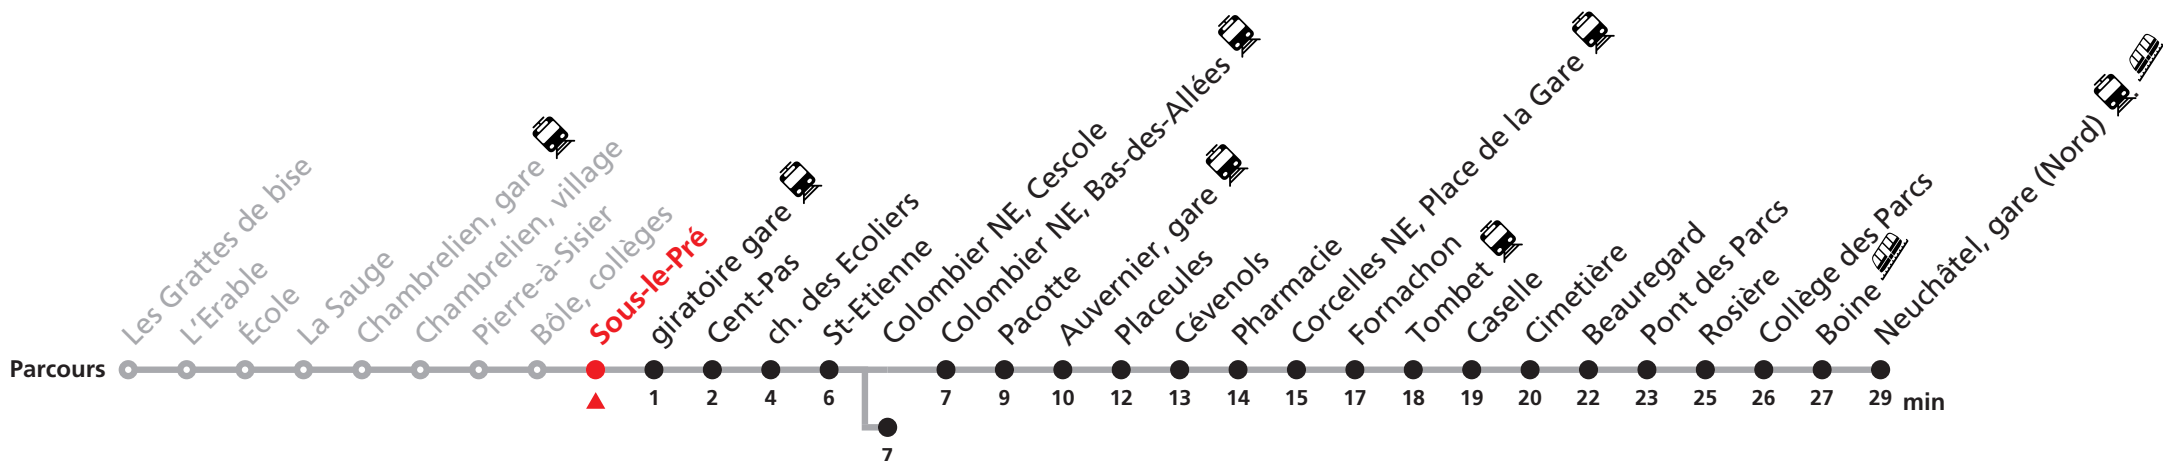 Les Grattes de bise
L'Erable
École
La Sauge
Chambrelien, gare
Chambrelien, village
Pierre-à-Sisier
Bôle, collèges
Sous-le-Pré
giratoire gare
Cent-Pas
ch. des Ecoliers
St-Etienne
Colombier NE, Cescole
Colombier NE, Bas-des-Allées
Pacotte
Auvernier, gare
Placeules
Cévenols
Pharmacie
Corcelles NE, Place de la Gare
Fornachon
Tombet
Caselle
Cimetière
Beauregard
Pont des Parcs
Rosière
Collège des Parcs
Boine
Neuchâtel, gare (Nord)
Parcours
1 2 4 6 7 9 10 12 13 14 15 17 18 19 20 22 23 25 26 27 29 min
7